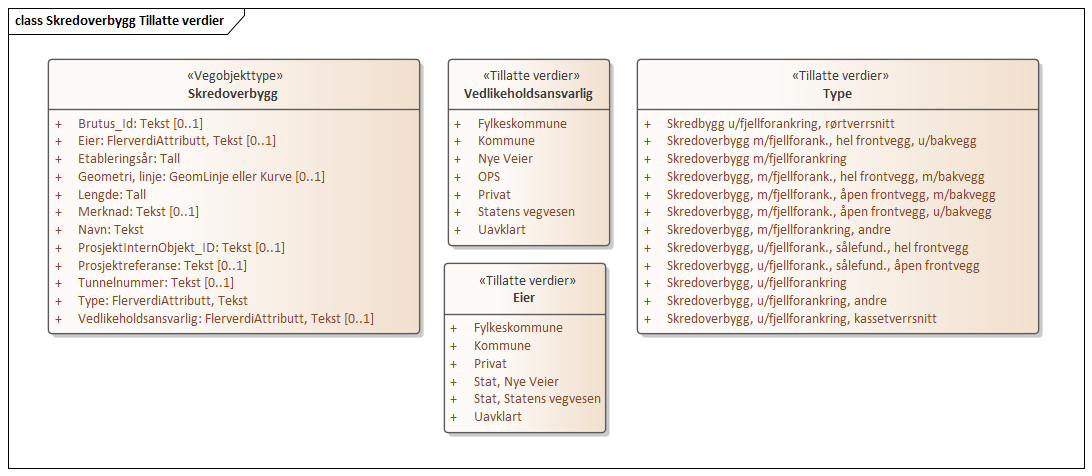 class Skredoverbygg Tillatte verdier
«Vegobjekttype»
Skredoverbygg
+ Brutus_Id: Tekst [0..1]
+ Eier: FlerverdiAttributt, Tekst [0..1]
+ Etableringsår: Tall
+ Geometri, linje: GeomLinje eller Kurve [0..1]
+ Lengde: Tall
+ Merknad: Tekst [0..1]
+ Navn: Tekst
+ ProsjektInternObjekt_ID: Tekst [0..1]
+ Prosjektreferanse: Tekst [0..1]
+ Tunnelnummer: Tekst [0..1]
+ Type: FlerverdiAttributt, Tekst
+ Vedlikeholdsansvarlig: FlerverdiAttributt, Tekst [0..1]
«Tillatte verdier»
Vedlikeholdsansvarlig
+ Fylkeskommune
+ Kommune
+ Nye Veier
+ OPS
+ Privat
+ Statens vegvesen
+ Uavklart
«Tillatte verdier»
Eier
+ Fylkeskommune
+ Kommune
+ Privat
+ Stat, Nye Veier
+ Stat, Statens vegvesen
+ Uavklart
«Tillatte verdier»
Type
+ Skredbygg u/fjellforankring, rørtverrsnitt
+ Skredoverbygg m/fjellforank., hel frontvegg, u/bakvegg
+ Skredoverbygg m/fjellforankring
+ Skredoverbygg, m/fjellforank., hel frontvegg, m/bakvegg
+ Skredoverbygg, m/fjellforank., åpen frontvegg, m/bakvegg
+ Skredoverbygg, m/fjellforank., åpen frontvegg, u/bakvegg
+ Skredoverbygg, m/fjellforankring, andre
+ Skredoverbygg, u/fjellforank., sålefund., hel frontvegg
+ Skredoverbygg, u/fjellforank., sålefund., åpen frontvegg
+ Skredoverbygg, u/fjellforankring
+ Skredoverbygg, u/fjellforankring, andre
+ Skredoverbygg, u/fjellforankring, kassetverrsnitt